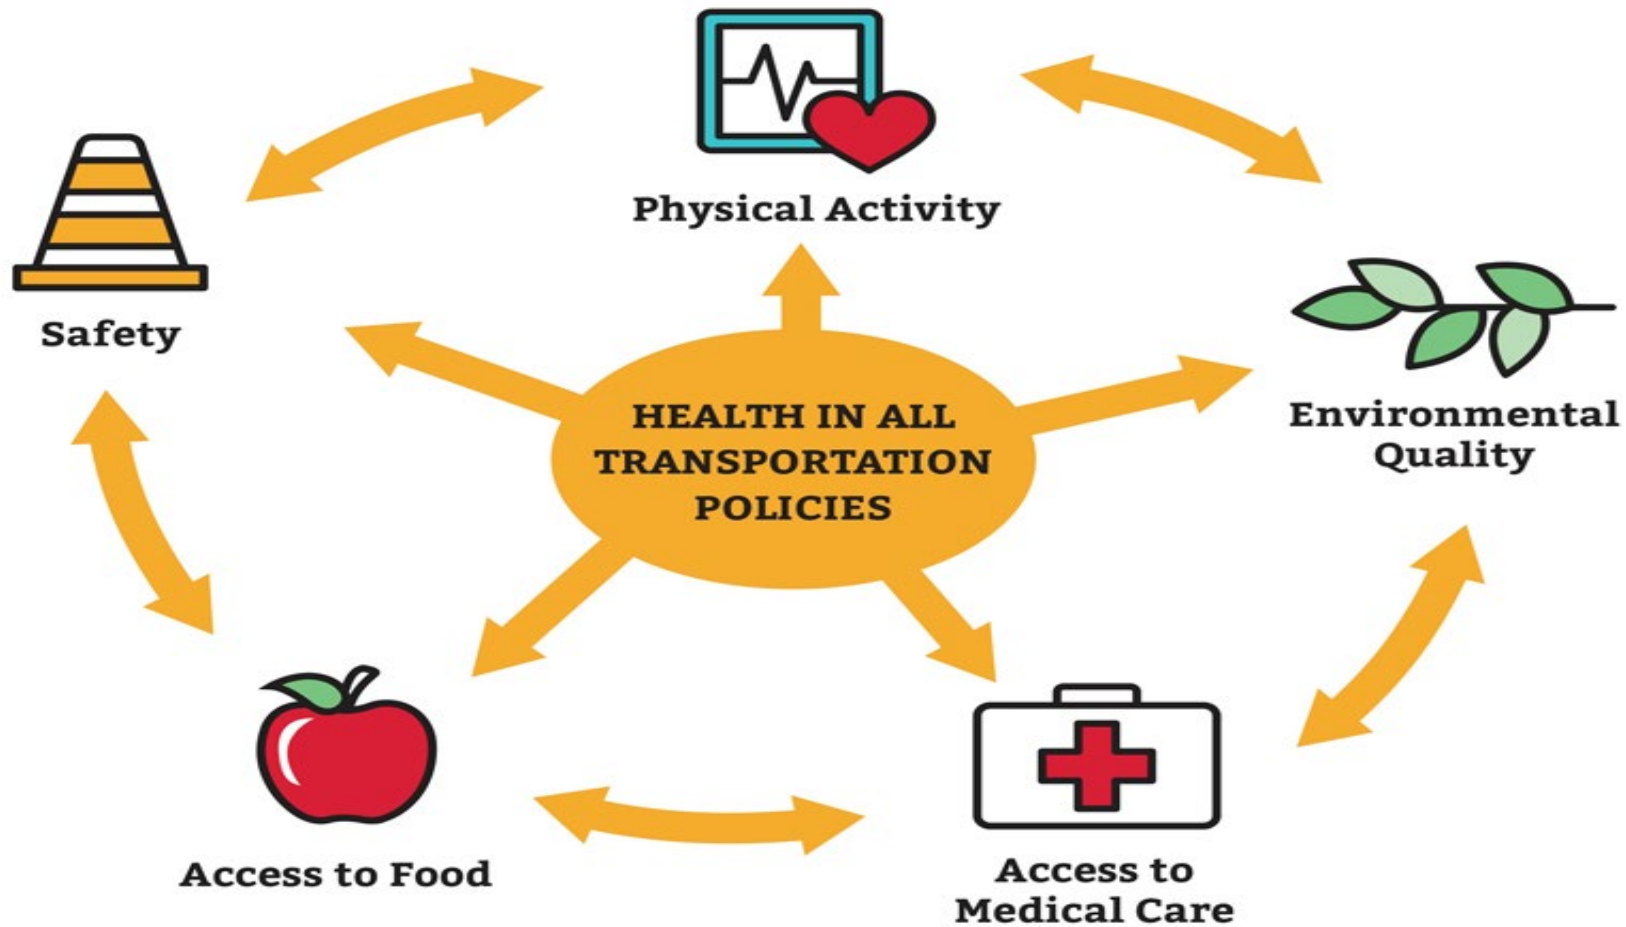 Physical Activity
Safety
Environmental
Quality
HEALTH IN ALL
TRANSPORTATION
POLICIES
Access to Food
Access to
Medical Care